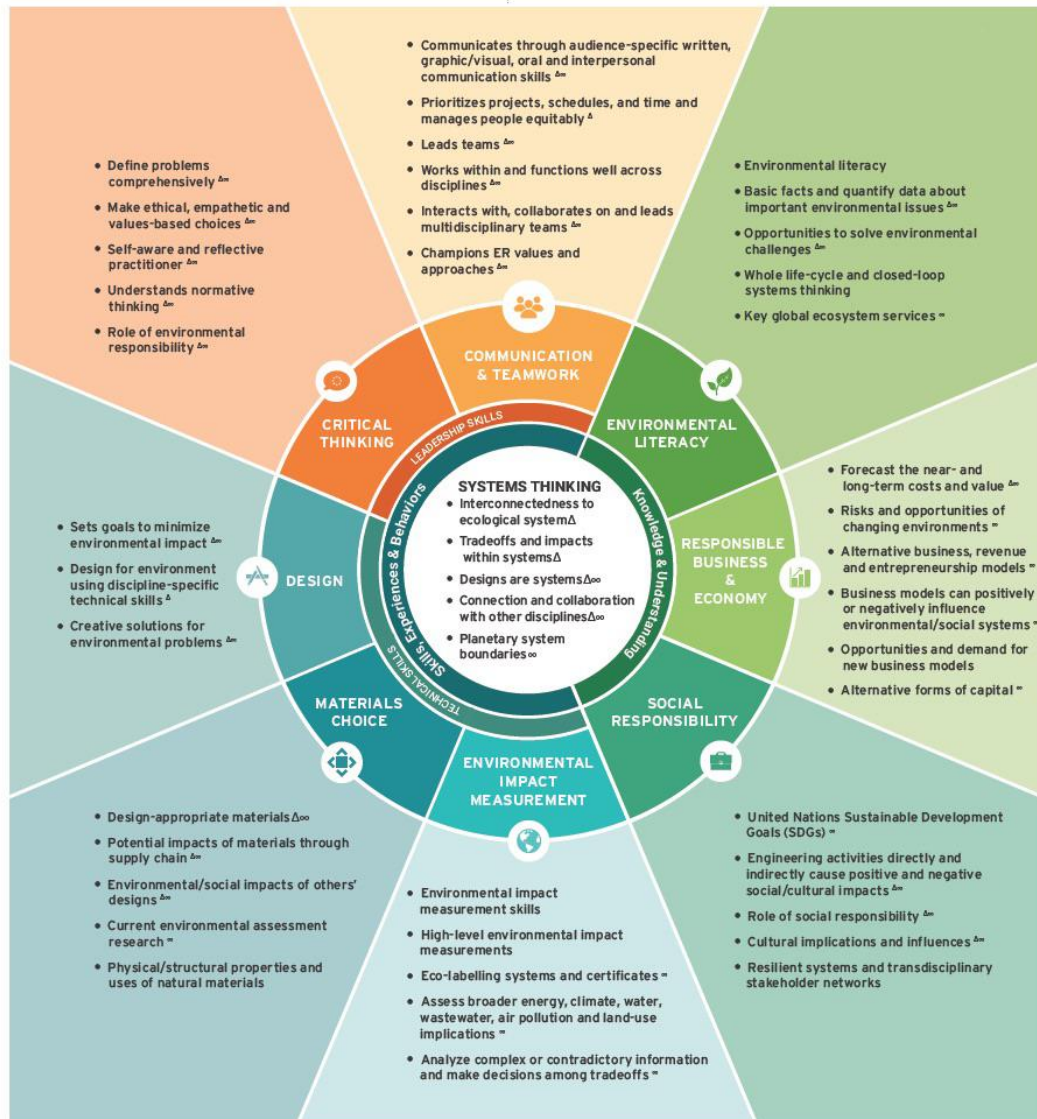 • Communicates through audience-specific written,
graphic/visual, oral and interpersonal
communication skills Δ∞
• Prioritizes projects, schedules, and time and
manages people equitably Δ
• Leads teams Δ∞
• Works within and functions well across
disciplines Δ∞
• Interacts with, collaborates on and leads
multidisciplinary teams Δ∞
• Champions ER values and
approaches Δ∞
COMMUNICATION
& TEAMWORK
• Define problems
comprehensively Δ∞
• Make ethical, empathetic and
values-based choices Δ∞
• Self-aware and reflective
practitioner Δ∞
• Understands normative
thinking Δ∞
• Role of environmental
responsibility Δ∞
CRITICAL
THINKING
• Environmental literacy
• Basic facts and quantify data about
important environmental issues Δ∞
• Opportunities to solve environmental
challenges Δ∞
• Whole life-cycle and closed-loop
systems thinking
• Key global ecosystem services ∞
ENVIRONMENTAL
LITERACY
LEADERSHIP SKILLS
Skills, Experiences & Behaviors
TECHNICAL SKILLS
Knowledge & Understanding
SYSTEMS THINKING
• Interconnectedness to
ecological systemΔ
• Tradeoffs and impacts
within systemsΔ
• Designs are systemsΔ∞
• Connection and collaboration
with other disciplinesΔ∞
• Planetary system
boundaries∞
• Sets goals to minimize
environmental impact Δ∞
• Design for environment
using discipline-specific
technical skills Δ
• Creative solutions for
environmental problems Δ∞
DESIGN
• Forecast the near- and
long-term costs and value Δ∞
• Risks and opportunities of
changing environments ∞
• Alternative business, revenue
and entrepreneurship models ∞
• Business models can positively
or negatively influence
environmental/social systems ∞
• Opportunities and demand for
new business models
• Alternative forms of capital ∞
RESPONSIBLE
BUSINESS
&
ECONOMY
MATERIALS
CHOICE
• Design-appropriate materialsΔ∞
• Potential impacts of materials through
supply chain Δ∞
• Environmental/social impacts of others'
designs Δ∞
• Current environmental assessment
research ∞
• Physical/structural properties and
uses of natural materials
ENVIRONMENTAL
IMPACT
MEASUREMENT
• Environmental impact
measurement skills
• High-level environmental impact
measurements
• Eco-labelling systems and certificates ∞
• Assess broader energy, climate, water,
wastewater, air pollution and land-use
implications ∞
• Analyze complex or contradictory information
and make decisions among tradeoffs ∞
SOCIAL
RESPONSIBILITY
• United Nations Sustainable Development
Goals (SDGs) ∞
• Engineering activities directly and
indirectly cause positive and negative
social/cultural impacts Δ∞
• Role of social responsibility Δ∞
• Cultural implications and influences Δ∞
• Resilient systems and transdisciplinary
stakeholder networks